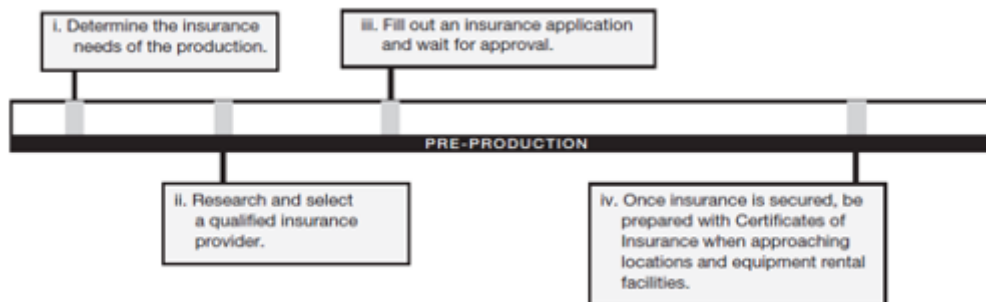 i. Determine the insurance
needs of the production.
iii. Fill out an insurance application
and wait for approval.
PRE-PRODUCTION
ii. Research and select
a qualified insurance
provider.
iv. Once insurance is secured, be
prepared with Certificates of
Insurance when approaching
locations and equipment rental
facilities.